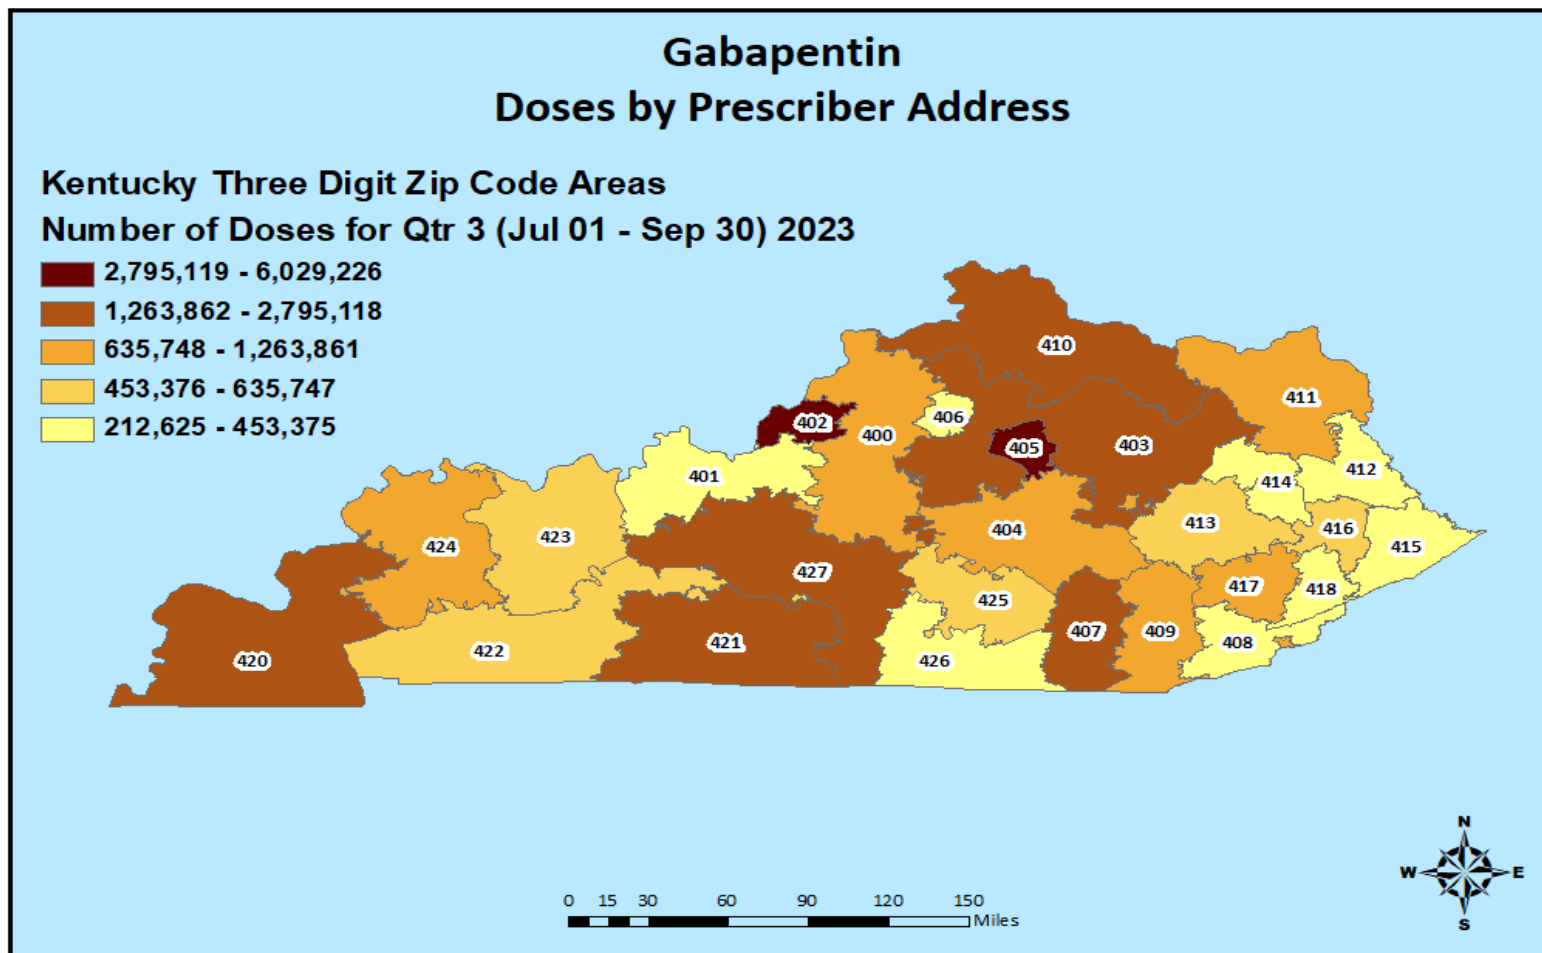 Gabapentin
Doses by Prescriber Address
Kentucky Three Digit Zip Code Areas
Number of Doses for Qtr 3 (Jul 01 - Sep 30) 2023
2,795,119 - 6,029,226
1,263,862 - 2,795,118
635,748 - 1,263,861
453,376 - 635,747
212,625 - 453,375
410
411
406
402
400
405
403
401
412
414
413
416
404
423
424
415
427
417
418
425
407
409
408
421
422
420
426
N
W E
S
0 15 30 60 90 120 150
Miles